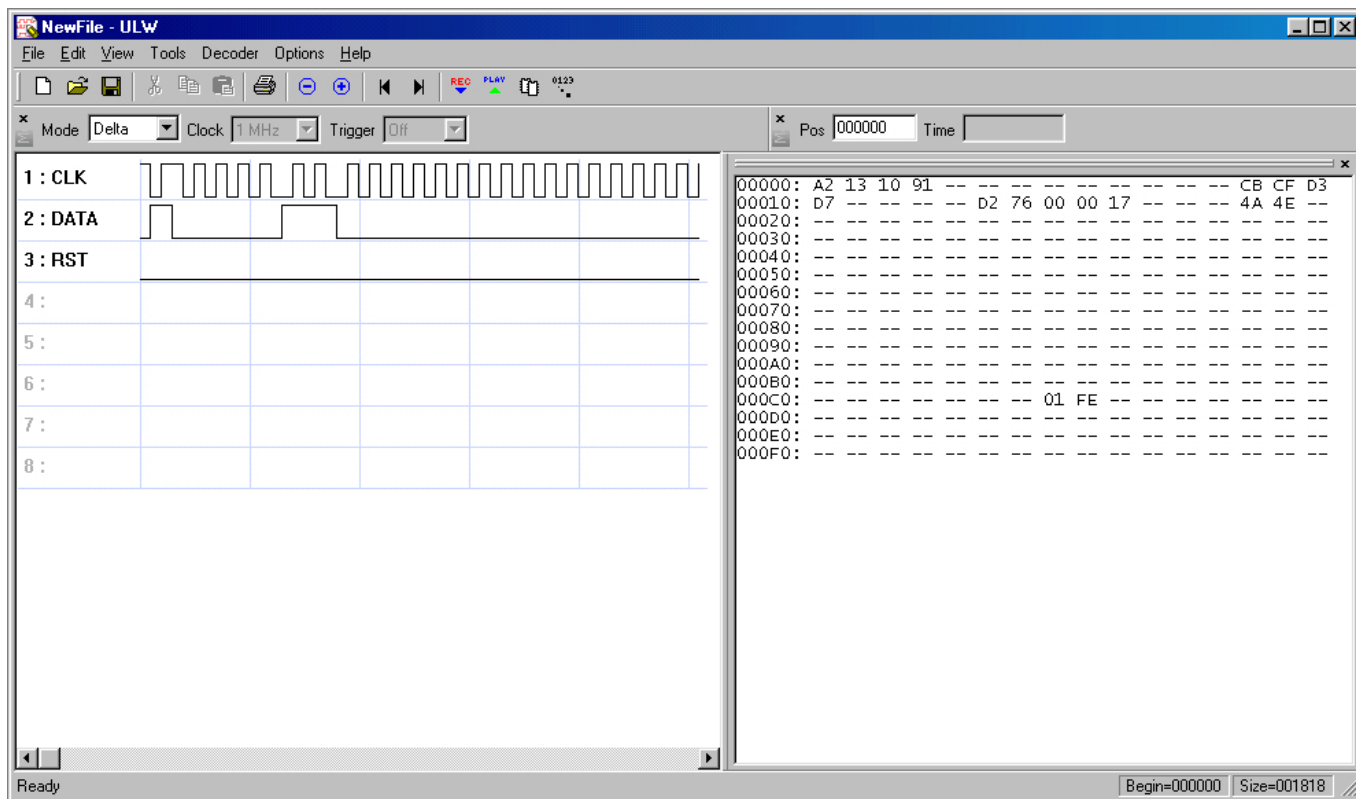 NewFile - ULW
File Edit View Tools Decoder Options Help
REC PLAY 0123
Mode Delta Clock 1 MHz Trigger Off Pos 000000 Time
1 : CLK
2 : DATA
3 : RST
4 :
5 :
6 :
7 :
8 :
00000: A2 13 10 91 -- -- -- -- -- -- -- -- -- CB CF D3
00010: D7 -- -- -- -- D2 76 00 00 17 -- -- -- 4A 4E --
00020: -- -- -- -- -- -- -- -- -- -- -- -- -- -- -- --
00030: -- -- -- -- -- -- -- -- -- -- -- -- -- -- -- --
00040: -- -- -- -- -- -- -- -- -- -- -- -- -- -- -- --
00050: -- -- -- -- -- -- -- -- -- -- -- -- -- -- -- --
00060: -- -- -- -- -- -- -- -- -- -- -- -- -- -- -- --
00070: -- -- -- -- -- -- -- -- -- -- -- -- -- -- -- --
00080: -- -- -- -- -- -- -- -- -- -- -- -- -- -- -- --
00090: -- -- -- -- -- -- -- -- -- -- -- -- -- -- -- --
000A0: -- -- -- -- -- -- -- -- -- -- -- -- -- -- -- --
000B0: -- -- -- -- -- -- -- -- -- -- -- -- -- -- -- --
000C0: -- -- -- -- -- -- -- 01 FE -- -- -- -- -- -- --
000D0: -- -- -- -- -- -- -- -- -- -- -- -- -- -- -- --
000E0: -- -- -- -- -- -- -- -- -- -- -- -- -- -- -- --
000F0: -- -- -- -- -- -- -- -- -- -- -- -- -- -- -- --
Ready Begin=000000 Size=001818